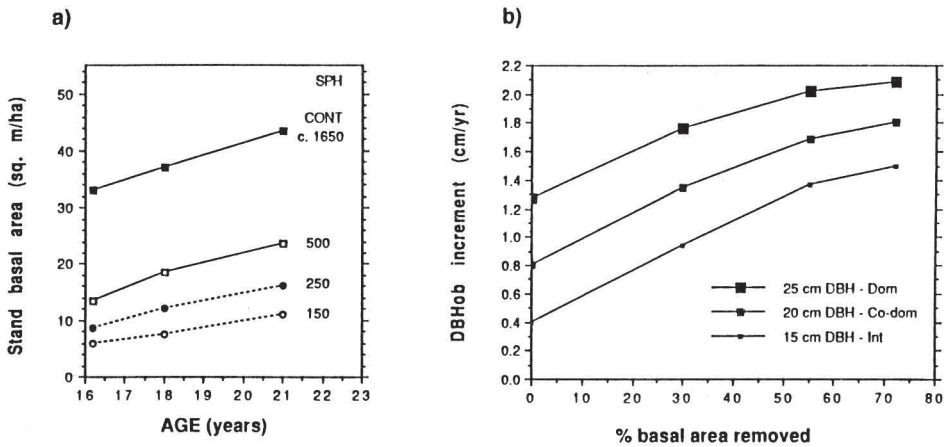 a)
SPH
CONT
c. 1650
500
250
150
50
40
30
20
10
0
16 17 18 19 20 21 22 23
AGE (years)
Stand basal area (sq. m/ha)
b)
2.2
2.0
1.8
1.6
1.4
1.2
1.0
0.8
0.6
0.4
0.2
0.0
0 10 20 30 40 50 60 70 80
% basal area removed
DBHob increment (cm/yr)
25 cm DBH - Dom
20 cm DBH - Co-dom
15 cm DBH - Int